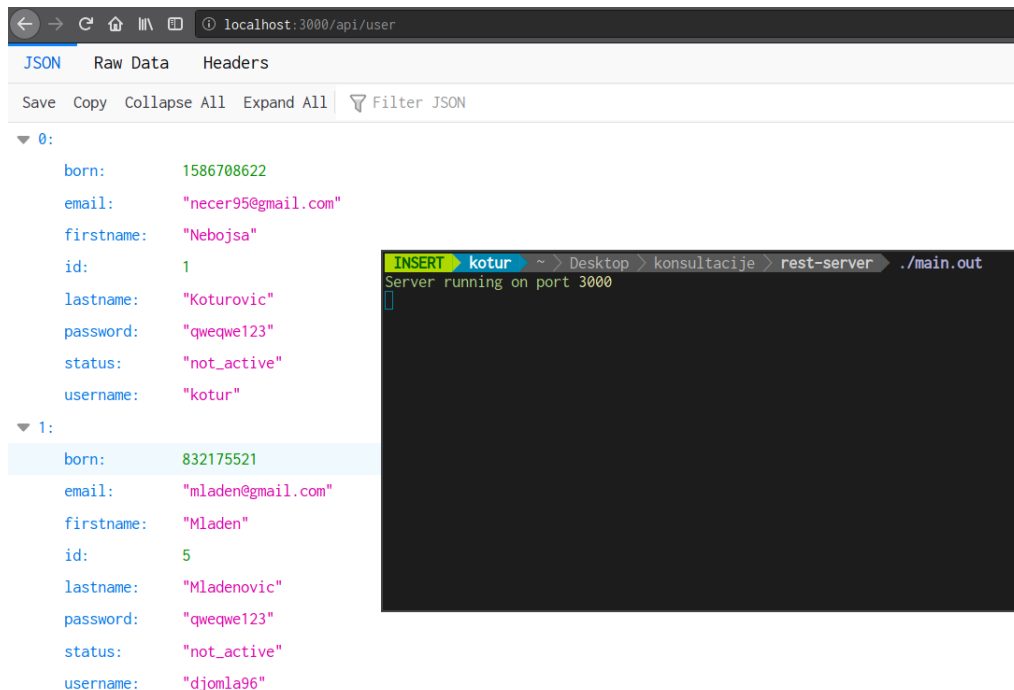 localhost:3000/api/user
JSON Raw Data Headers
Save Copy Collapse All Expand All Filter JSON
0:
born: 1586708622
email: "necer95@gmail.com"
firstname: "Nebojsa"
id: 1
lastname: "Koturovic"
password: "qweqwe123"
status: "not_active"
username: "kotur"
1:
born: 832175521
email: "mladen@gmail.com"
firstname: "Mladen"
id: 5
lastname: "Mladenovic"
password: "qweqwe123"
status: "not_active"
username: "djomla96"
INSERT kotur ~ Desktop konsultacije rest-server ./main.out
Server running on port 3000